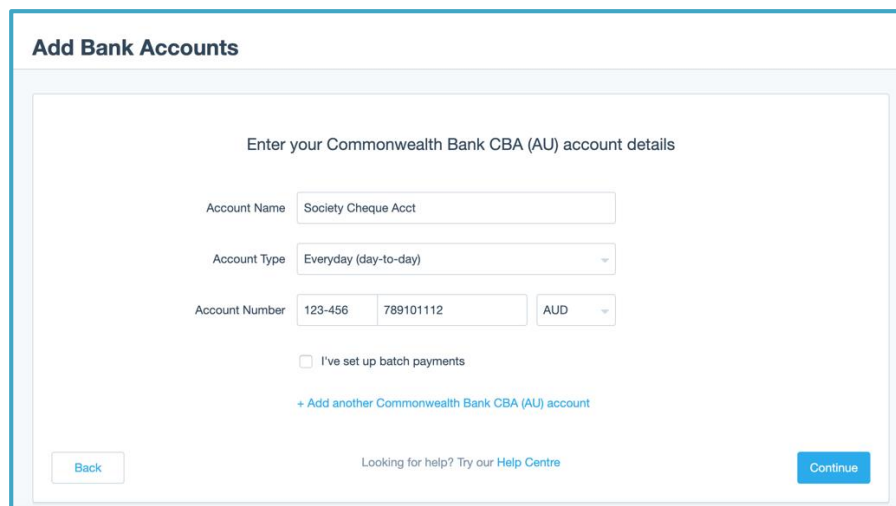 Add Bank Accounts
Enter your Commonwealth Bank CBA (AU) account details
Account Name Society Cheque Acct
Account Type Everyday (day-to-day)
Account Number 123-456 789101112 AUD
I've set up batch payments
+ Add another Commonwealth Bank CBA (AU) account
Back Looking for help? Try our Help Centre Continue